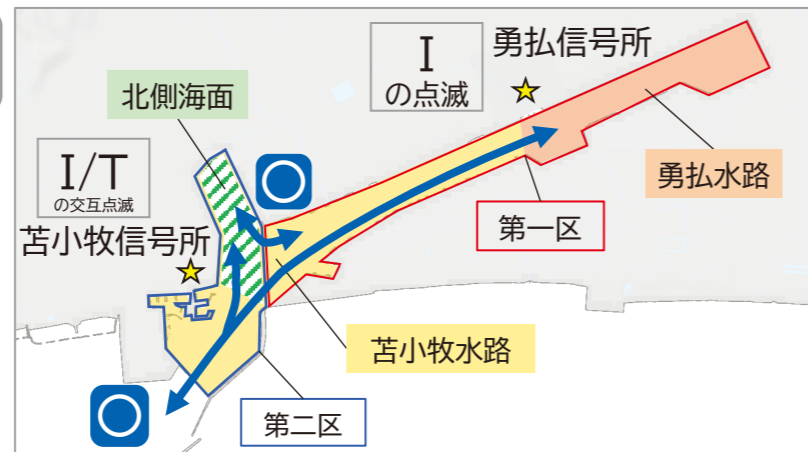 I
の点滅
勇払信号所
北側海面
I/T
の交互点滅
苫小牧信号所
勇払水路
第一区
苫小牧水路
第二区